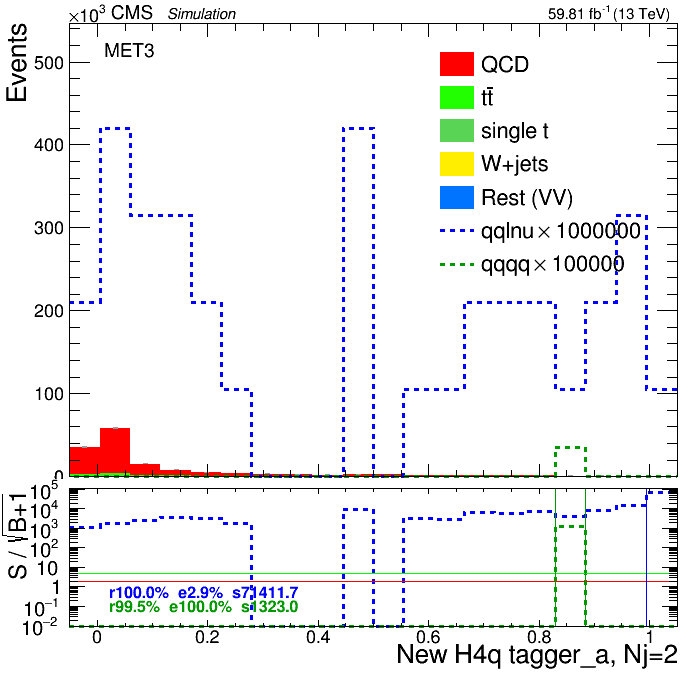 ×10³ CMS Simulation 59.81 fb⁻¹ (13 TeV)
Events
MET3
500
400
300
200
100
0
QCD
tt̄
single t
W+jets
Rest (VV)
qqlnu × 1000000
qqqq × 100000
S / √B+1
10⁵
10⁴
10³
10²
10
1
10⁻¹
10⁻²
r100.0% e2.9% s71411.7
r99.5% e100.0% s1323.0
0 0.2 0.4 0.6 0.8 1
New H4q tagger_a, Nj=2